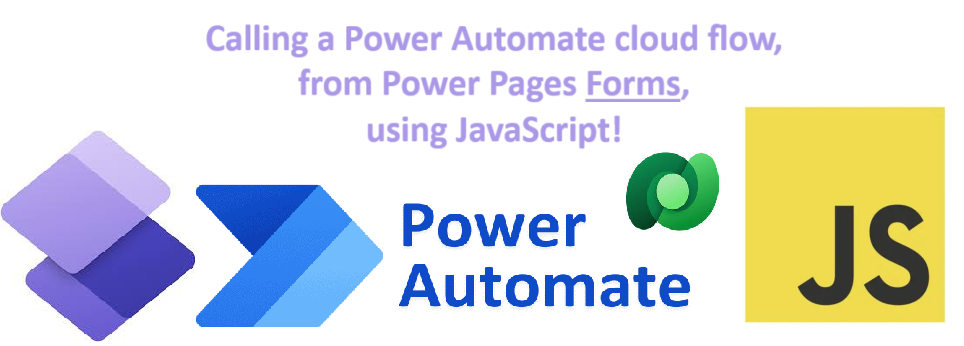 Calling a Power Automate cloud flow,
from Power Pages Forms,
using JavaScript!
Power
Automate
JS